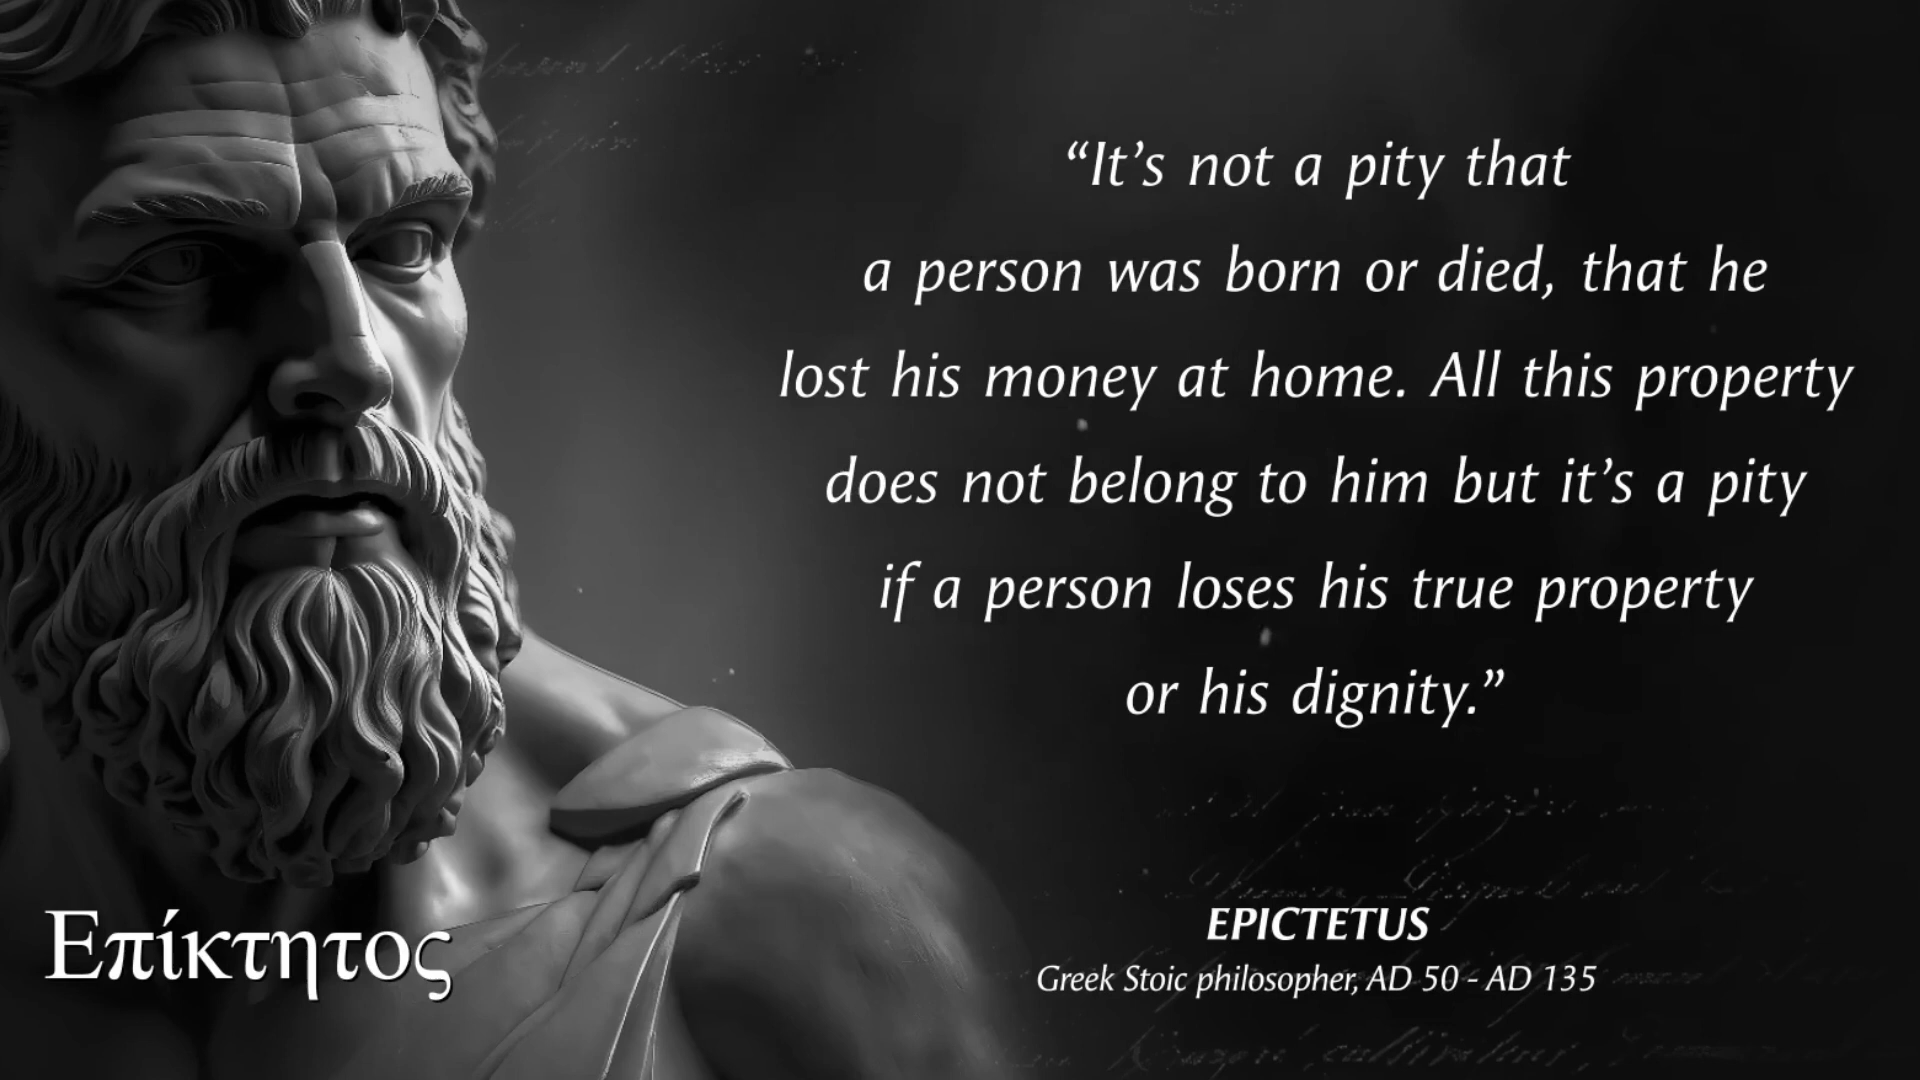 “It’s not a pity that
a person was born or died, that he
lost his money at home. All this property
does not belong to him but it’s a pity
if a person loses his true property
or his dignity.”
EPICTETUS
Greek Stoic philosopher, AD 50 - AD 135
Επίκτητος